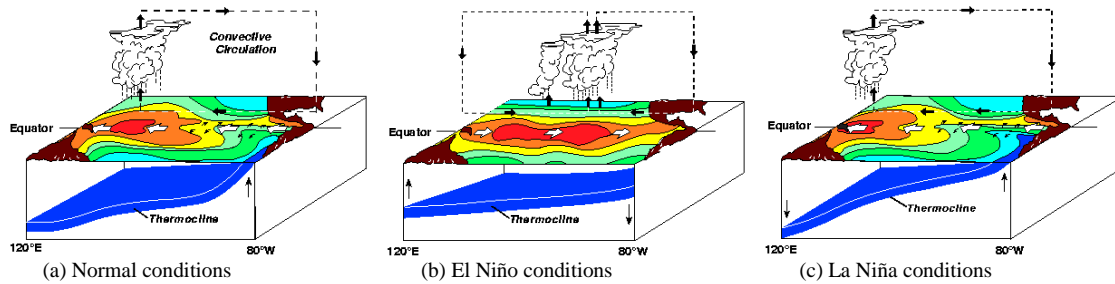 Convective
Circulation
Equator
Thermocline
120°E
80°W
(a) Normal conditions
Equator
Thermocline
120°E
80°W
(b) El Niño conditions
Equator
Thermocline
120°E
80°W
(c) La Niña conditions